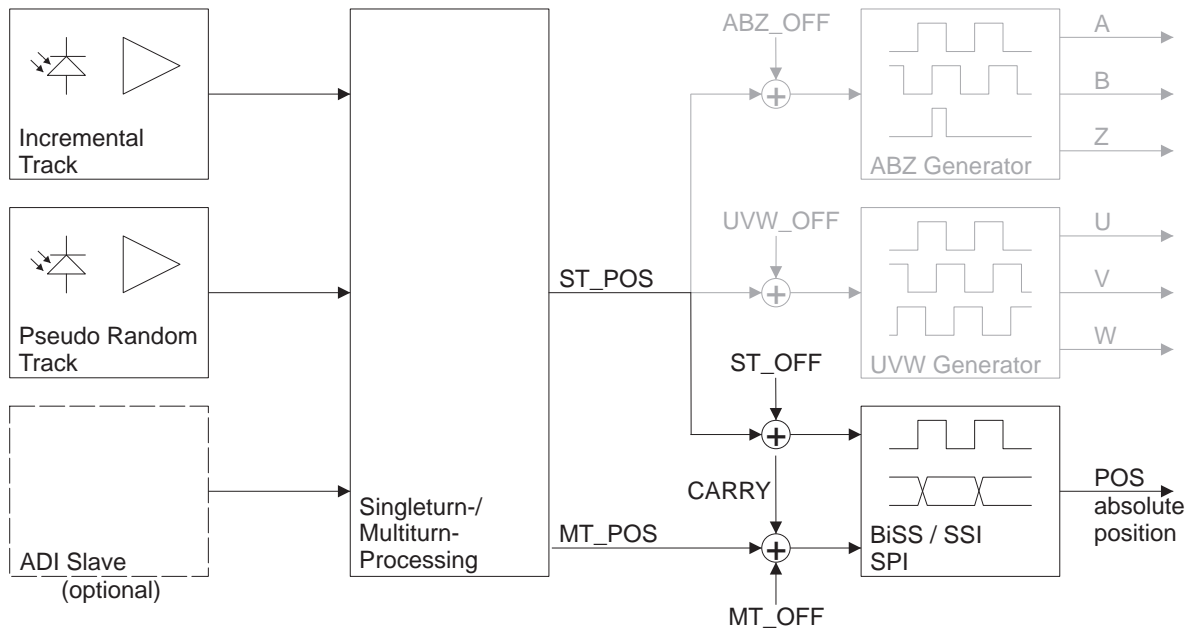 Incremental
Track
Pseudo Random
Track
ADI Slave
(optional)
Singleturn-/
Multiturn-
Processing
ST_POS
MT_POS
ABZ_OFF
+
ABZ Generator
A
B
Z
UVW_OFF
+
UVW Generator
U
V
W
ST_OFF
+
CARRY
+
MT_OFF
BiSS / SSI
SPI
POS
absolute
position